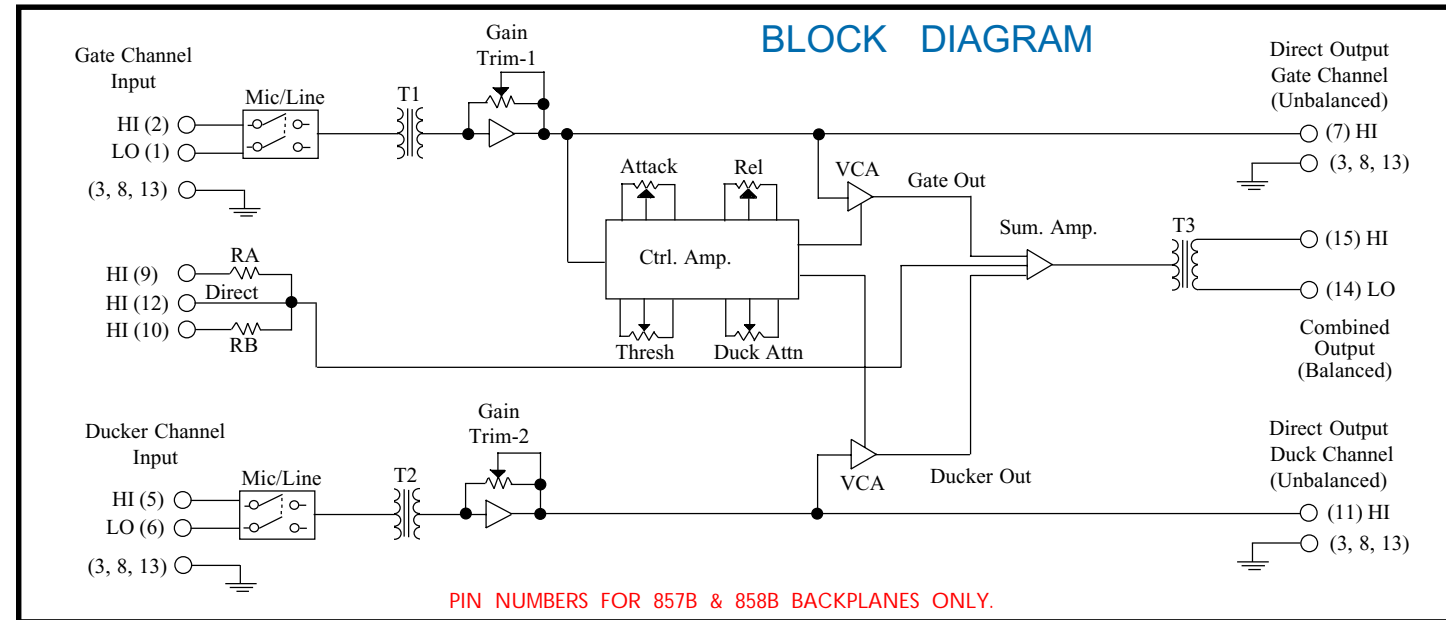 BLOCK DIAGRAM
Gate Channel
Input
HI (2)
LO (1)
(3, 8, 13)
Mic/Line
T1
Gain
Trim-1
Direct Output
Gate Channel
(Unbalanced)
(7) HI
(3, 8, 13)
Attack
Rel
VCA
Gate Out
Ctrl. Amp.
Sum. Amp.
T3
(15) HI
(14) LO
Combined
Output
(Balanced)
RA
HI (9)
Direct
HI (12)
HI (10)
RB
Thresh
Duck Attn
Ducker Channel
Input
HI (5)
LO (6)
(3, 8, 13)
Mic/Line
T2
Gain
Trim-2
VCA
Ducker Out
Direct Output
Duck Channel
(Unbalanced)
(11) HI
(3, 8, 13)
PIN NUMBERS FOR 857B & 858B BACKPLANES ONLY.